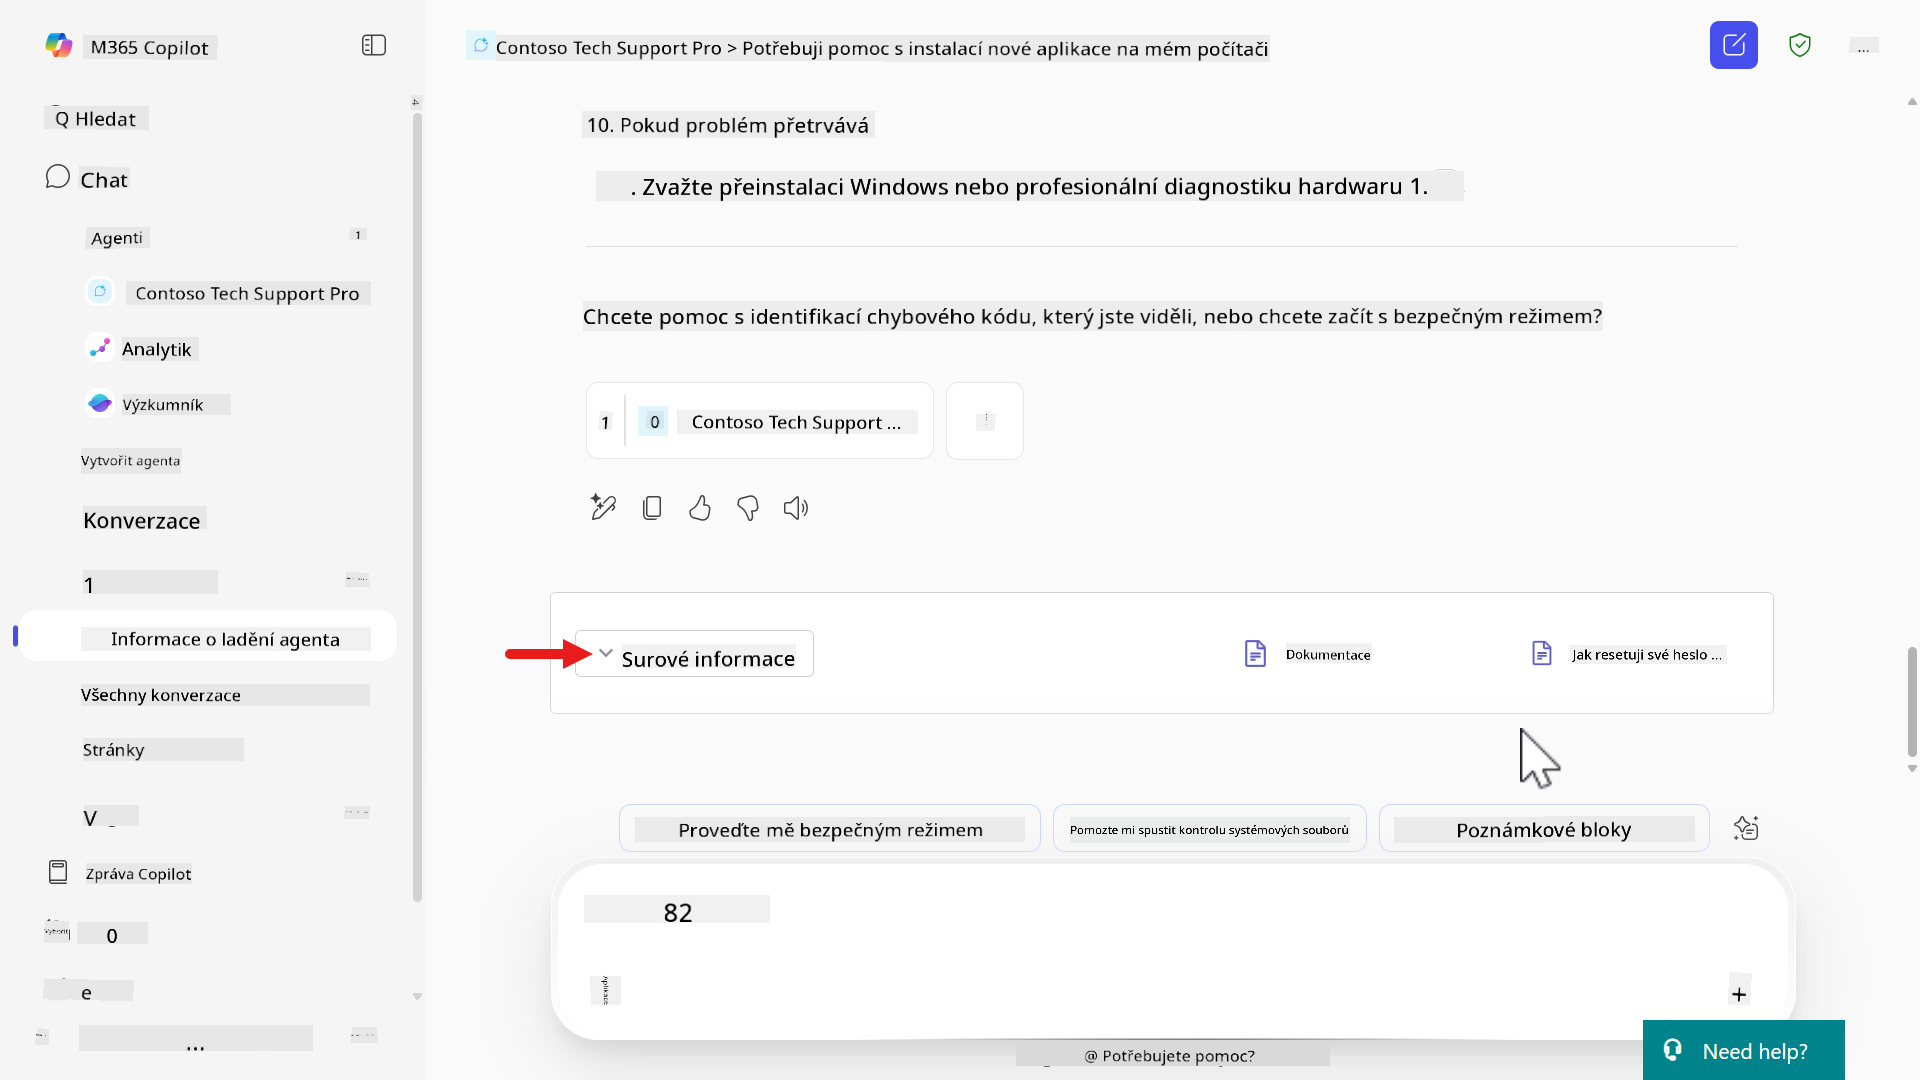 M365 Copilot
Q Hledat
Chat
Agenti
1
Contoso Tech Support Pro
Analytik
Výzkumník
Vytvořit agenta
Konverzace
1
Informace o ladění agenta
Všechny konverzace
Stránky
V
Zpráva Copilot
0
e
...
Contoso Tech Support Pro > Potřebuji pomoc s instalací nové aplikace na mém počítači
...
10. Pokud problém přetrvává
. Zvažte přeinstalaci Windows nebo profesionální diagnostiku hardwaru 1.
Chcete pomoc s identifikací chybového kódu, který jste viděli, nebo chcete začít s bezpečným režimem?
1
0
Contoso Tech Support ...
Surové informace
Dokumentace
Jak resetuji své heslo ...
Proveďte mě bezpečným režimem
Pomozte mi spustit kontrolu systémových souborů
Poznámkové bloky
82
+
@ Potřebujete pomoc?
Need help?